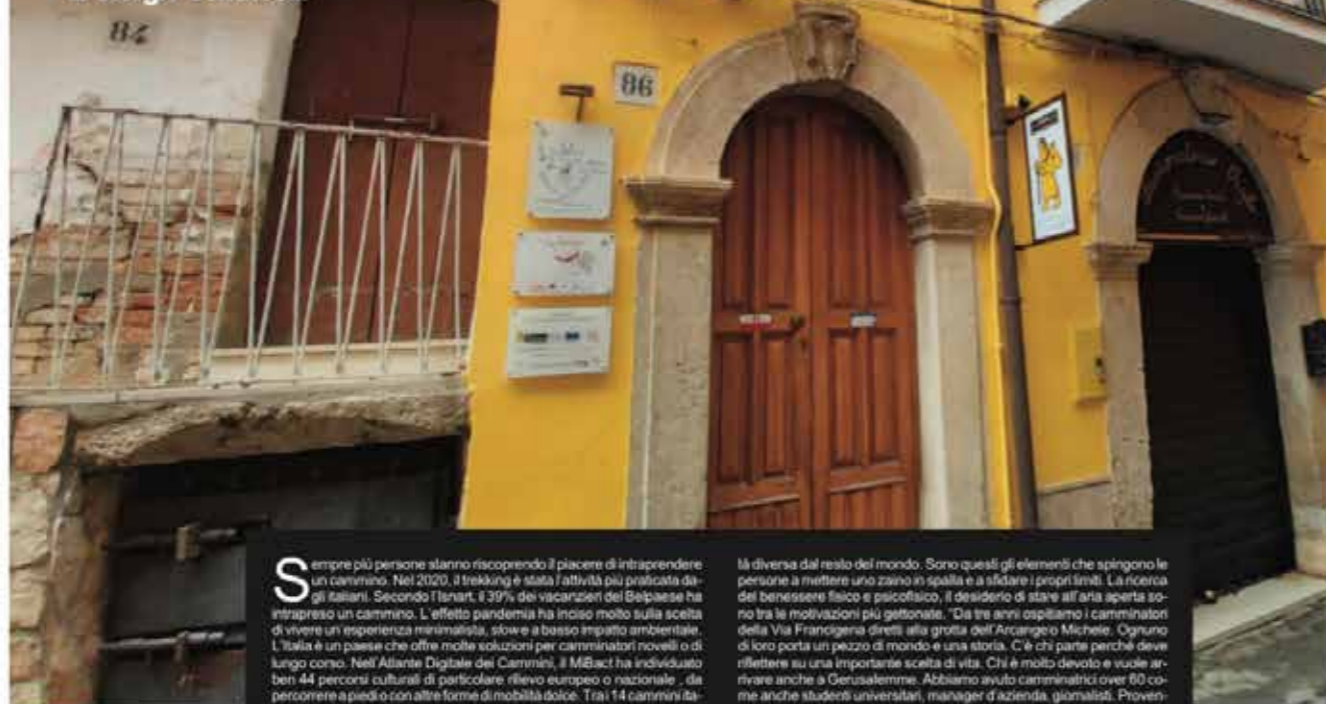 84
86
Sempre più persone stanno riscoprendo il piacere di intraprendere
un cammino. Nel 2020, il trekking è stata l'attività più praticata da-
gli italiani. Secondo l'Isnart, il 39% dei vacanzieri del Belpaese ha
intrapreso un cammino. L'effetto pandemia ha inciso molto sulla scelta
di vivere un'esperienza minimalista, slow e a basso impatto ambientale.
L'Italia è un paese che offre molte soluzioni per camminatori novelli o di
lungo corso. Nell'Atlante Digitale dei Cammini, il MiBact ha individuato
ben 44 percorsi culturali di particolare rilievo europeo o nazionale , da
percorrere a piedi o con altre forme di mobilità dolce. Tra i 14 cammini ita-
tà diversa dal resto del mondo. Sono questi gli elementi che spingono le
persone a mettere uno zaino in spalla e a sfidare i propri limiti. La ricerca
del benessere fisico e psicofisico, il desiderio di stare all'aria aperta so-
no tra le motivazioni più gettonate. "Da tre anni ospitiamo i camminatori
della Via Francigena diretti alla grotta dell'Arcangelo Michele. Ognuno
di loro porta un pezzo di mondo e una storia. C'è chi parte perché deve
riflettere su una importante scelta di vita. Chi è molto devoto e vuole ar-
rivare anche a Gerusalemme. Abbiamo avuto camminatrici over 60 co-
me anche studenti universitari, manager d'azienda, giornalisti. Proven-